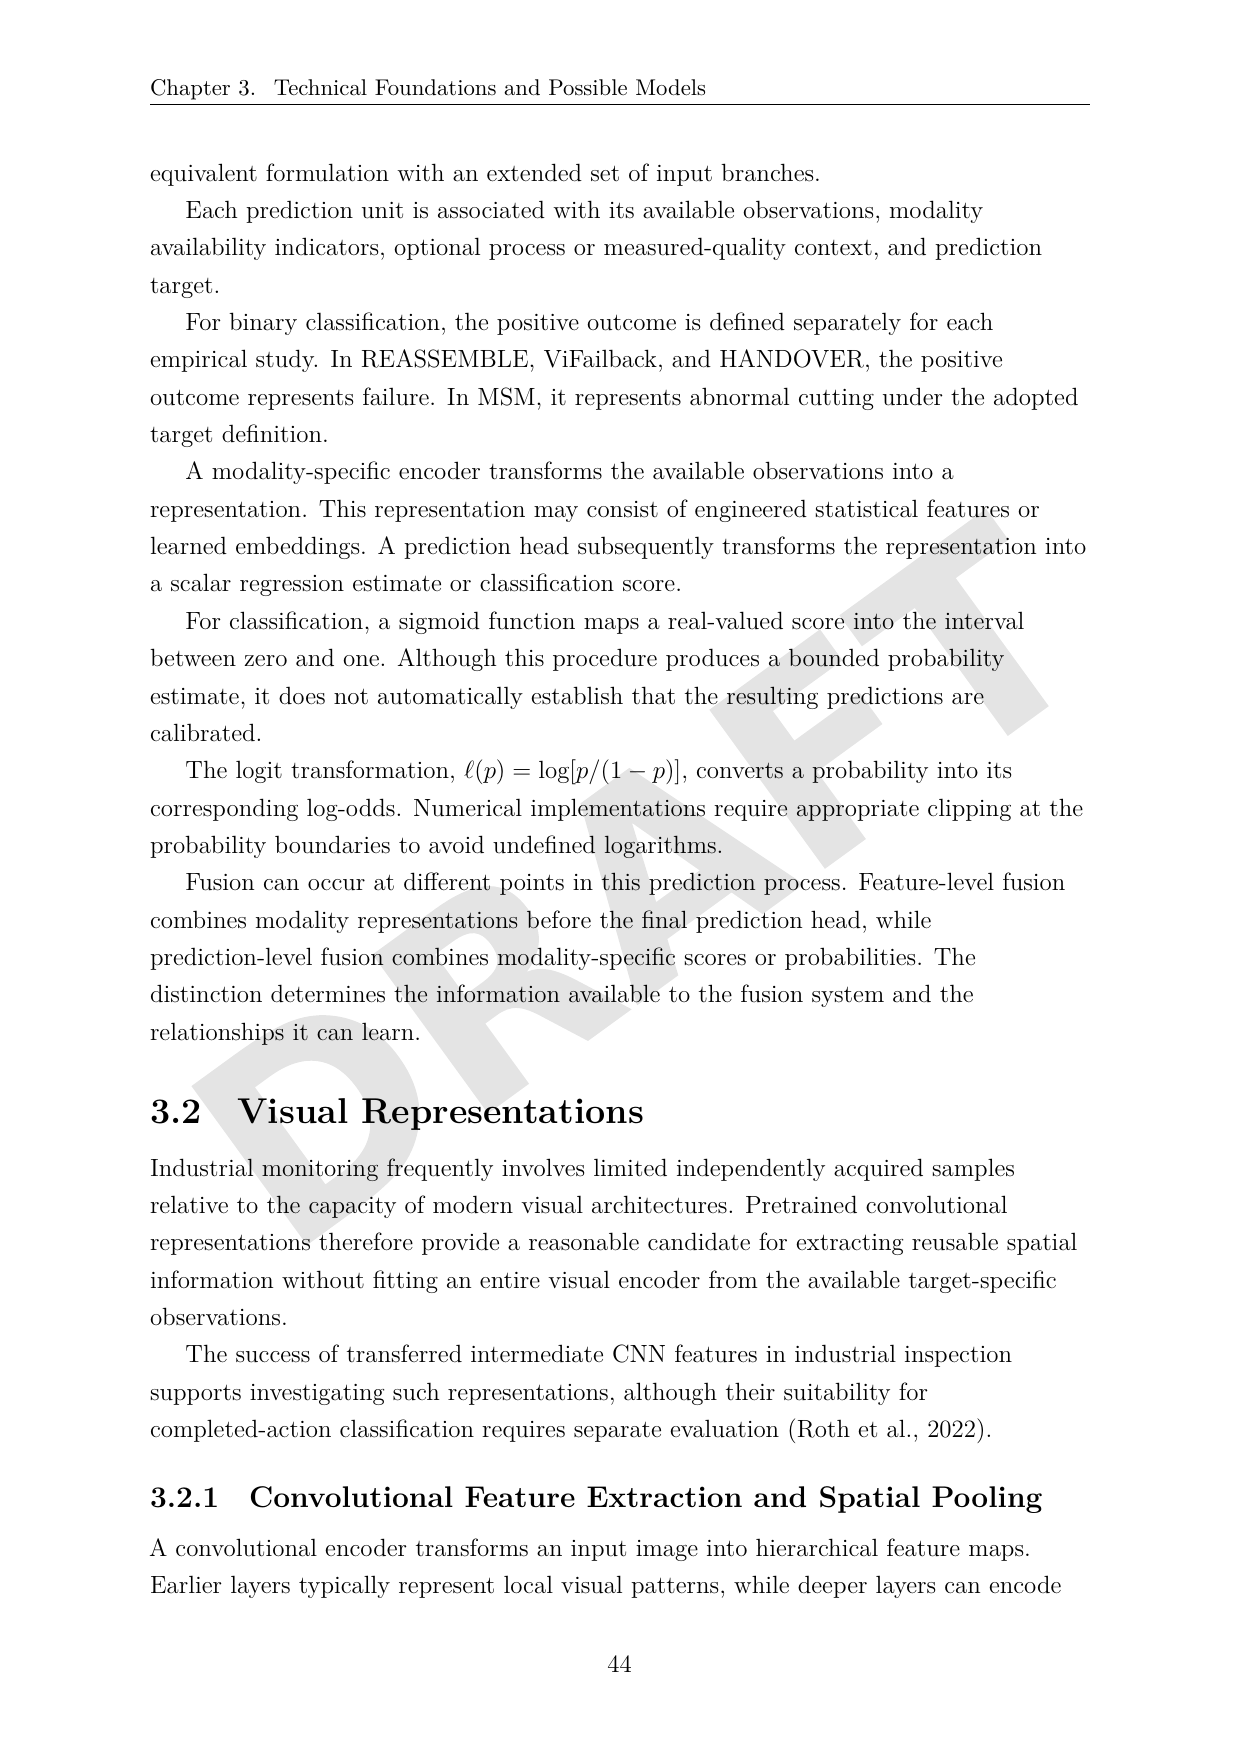 Chapter 3. Technical Foundations and Possible Models
equivalent formulation with an extended set of input branches.
Each prediction unit is associated with its available observations, modality
availability indicators, optional process or measured-quality context, and prediction
target.
For binary classification, the positive outcome is defined separately for each
empirical study. In REASSEMBLE, ViFailback, and HANDOVER, the positive
outcome represents failure. In MSM, it represents abnormal cutting under the adopted
target definition.
A modality-specific encoder transforms the available observations into a
representation. This representation may consist of engineered statistical features or
learned embeddings. A prediction head subsequently transforms the representation into
a scalar regression estimate or classification score.
For classification, a sigmoid function maps a real-valued score into the interval
between zero and one. Although this procedure produces a bounded probability
estimate, it does not automatically establish that the resulting predictions are
calibrated.
The logit transformation, ℓ(p) = log[p/(1 − p)], converts a probability into its
corresponding log-odds. Numerical implementations require appropriate clipping at the
probability boundaries to avoid undefined logarithms.
Fusion can occur at different points in this prediction process. Feature-level fusion
combines modality representations before the final prediction head, while
prediction-level fusion combines modality-specific scores or probabilities. The
distinction determines the information available to the fusion system and the
relationships it can learn.
3.2 Visual Representations
Industrial monitoring frequently involves limited independently acquired samples
relative to the capacity of modern visual architectures. Pretrained convolutional
representations therefore provide a reasonable candidate for extracting reusable spatial
information without fitting an entire visual encoder from the available target-specific
observations.
The success of transferred intermediate CNN features in industrial inspection
supports investigating such representations, although their suitability for
completed-action classification requires separate evaluation (Roth et al., 2022).
3.2.1 Convolutional Feature Extraction and Spatial Pooling
A convolutional encoder transforms an input image into hierarchical feature maps.
Earlier layers typically represent local visual patterns, while deeper layers can encode
44
DRAFT